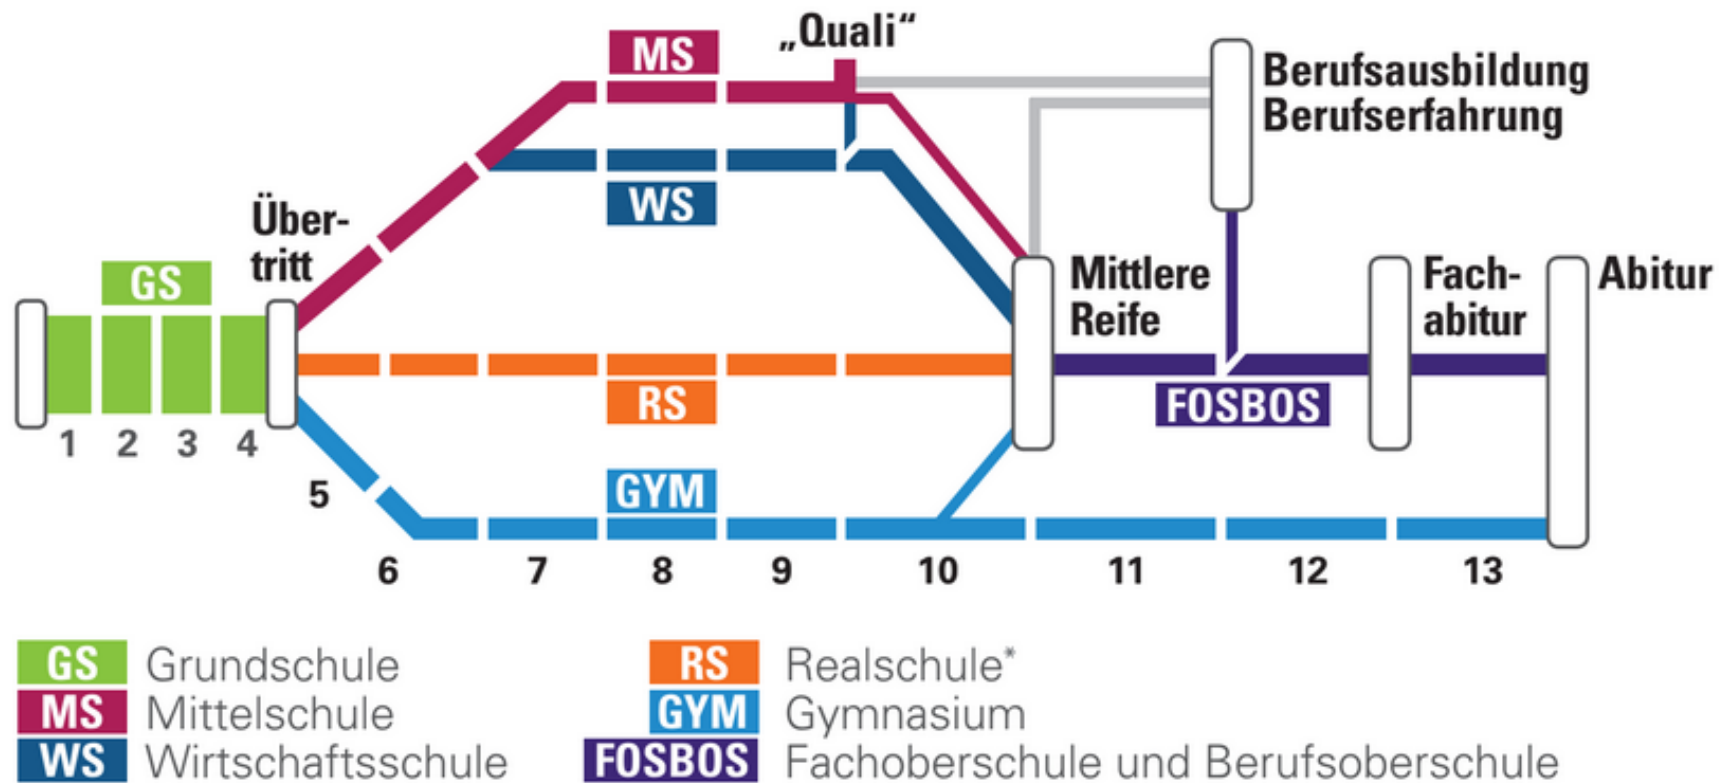 „Quali“
MS
Berufsausbildung
Berufserfahrung
WS
Über-
tritt
GS
Mittlere
Reife
Fach-
abitur
Abitur
RS
FOSBOS
1 2 3 4
5
GYM
6 7 8 9 10 11 12 13
GS Grundschule
MS Mittelschule
WS Wirtschaftsschule
RS Realschule*
GYM Gymnasium
FOSBOS Fachoberschule und Berufsoberschule